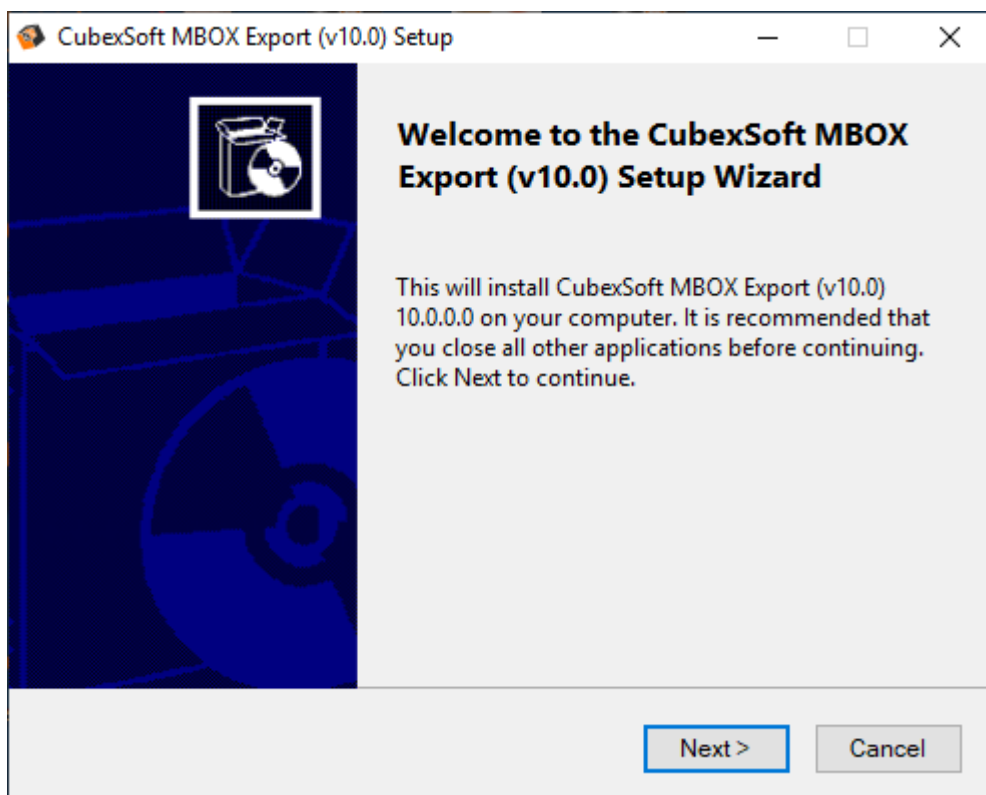 CubexSoft MBOX Export (v10.0) Setup
Welcome to the CubexSoft MBOX
Export (v10.0) Setup Wizard
This will install CubexSoft MBOX Export (v10.0)
10.0.0.0 on your computer. It is recommended that
you close all other applications before continuing.
Click Next to continue.
Next >
Cancel